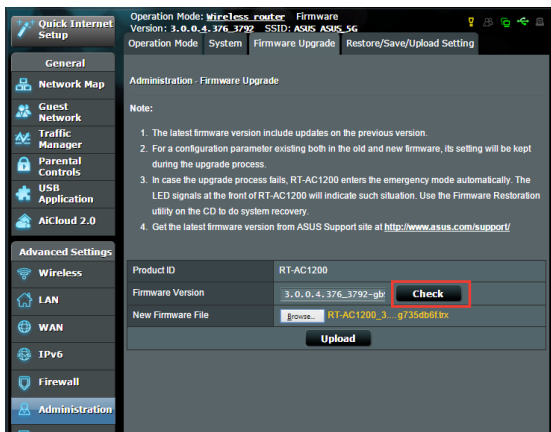 Quick Internet
Setup
General
Network Map
Guest
Network
Traffic
Manager
Parental
Controls
USB
Application
AiCloud 2.0
Advanced Settings
Wireless
LAN
WAN
IPv6
Firewall
Administration
Operation Mode: Wireless router Firmware
Version: 3.0.0.4.376_3792 SSID: ASUS ASUS_5G
Operation Mode System Firmware Upgrade Restore/Save/Upload Setting
Administration - Firmware Upgrade
Note:
1. The latest firmware version include updates on the previous version.
2. For a configuration parameter existing both in the old and new firmware, its setting will be kept
during the upgrade process.
3. In case the upgrade process fails, RT-AC1200 enters the emergency mode automatically. The
LED signals at the front of RT-AC1200 will indicate such situation. Use the Firmware Restoration
utility on the CD to do system recovery.
4. Get the latest firmware version from ASUS Support site at http://www.asus.com/support/
Product ID RT-AC1200
Firmware Version 3.0.0.4.376_3792-gb Check
New Firmware File Browse... RT-AC1200_3....g735db6f.trx
Upload